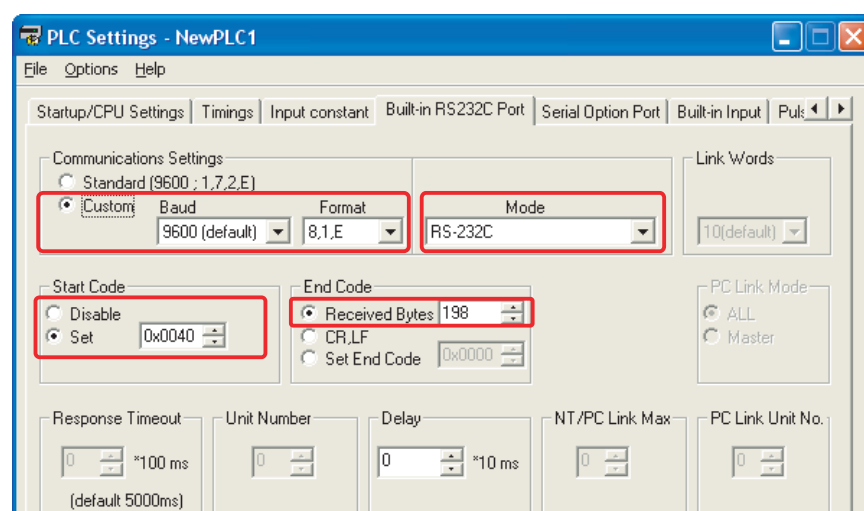 PLC Settings - NewPLC1
File Options Help
Startup/CPU Settings Timings Input constant Built-in RS232C Port Serial Option Port Built-in Input Puls
Communications Settings Link Words
Standard (9600 ; 1,7,2,E)
Custom Baud Format Mode
9600 (default) 8,1,E RS-232C 10(default)
Start Code End Code PC Link Mode
Disable Received Bytes 198 ALL
Set 0x0040 CR,LF Master
Set End Code 0x0000
Response Timeout Unit Number Delay NT/PC Link Max PC Link Unit No.
0 *100 ms 0 0 *10 ms 0 0
(default 5000ms)